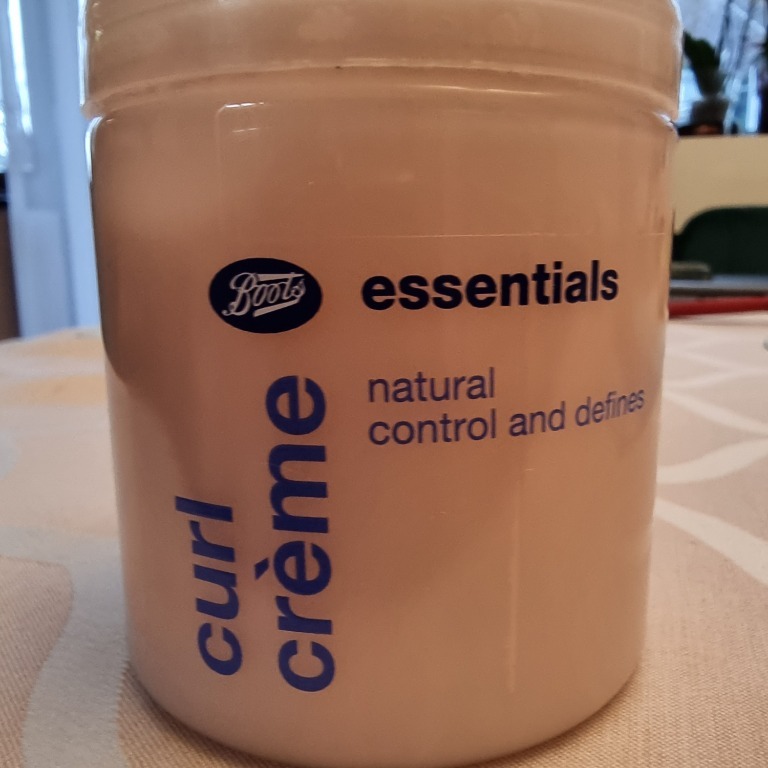 Boots essentials
natural
control and defines
curl
crème